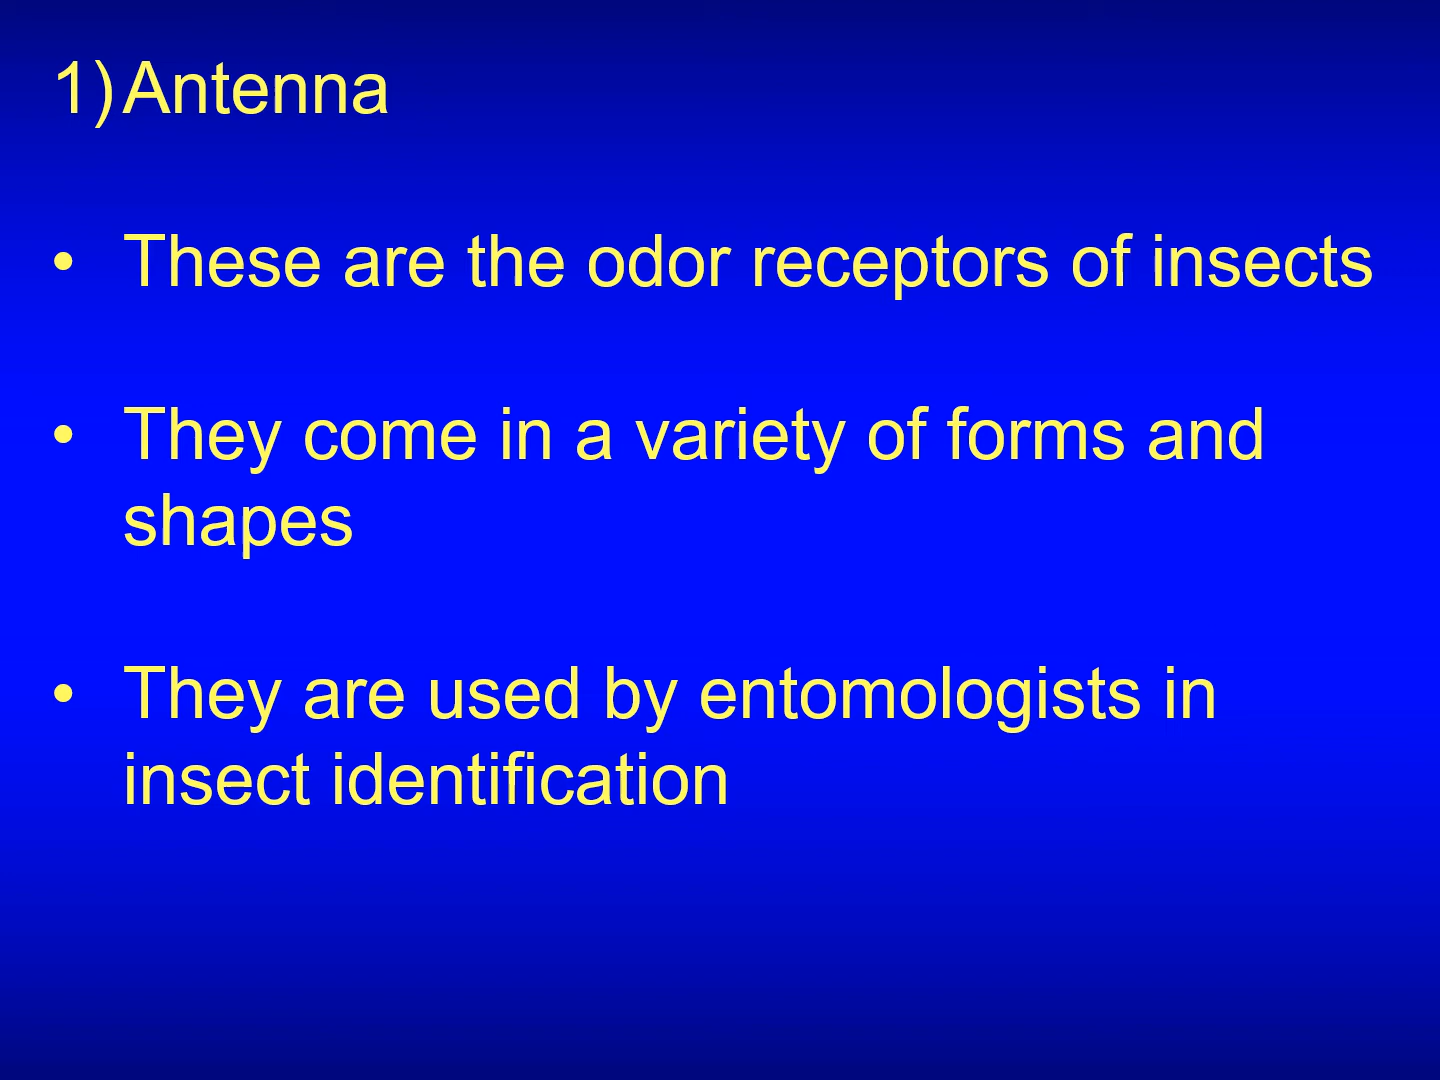 1) Antenna
• These are the odor receptors of insects
• They come in a variety of forms and
shapes
• They are used by entomologists in
insect identification